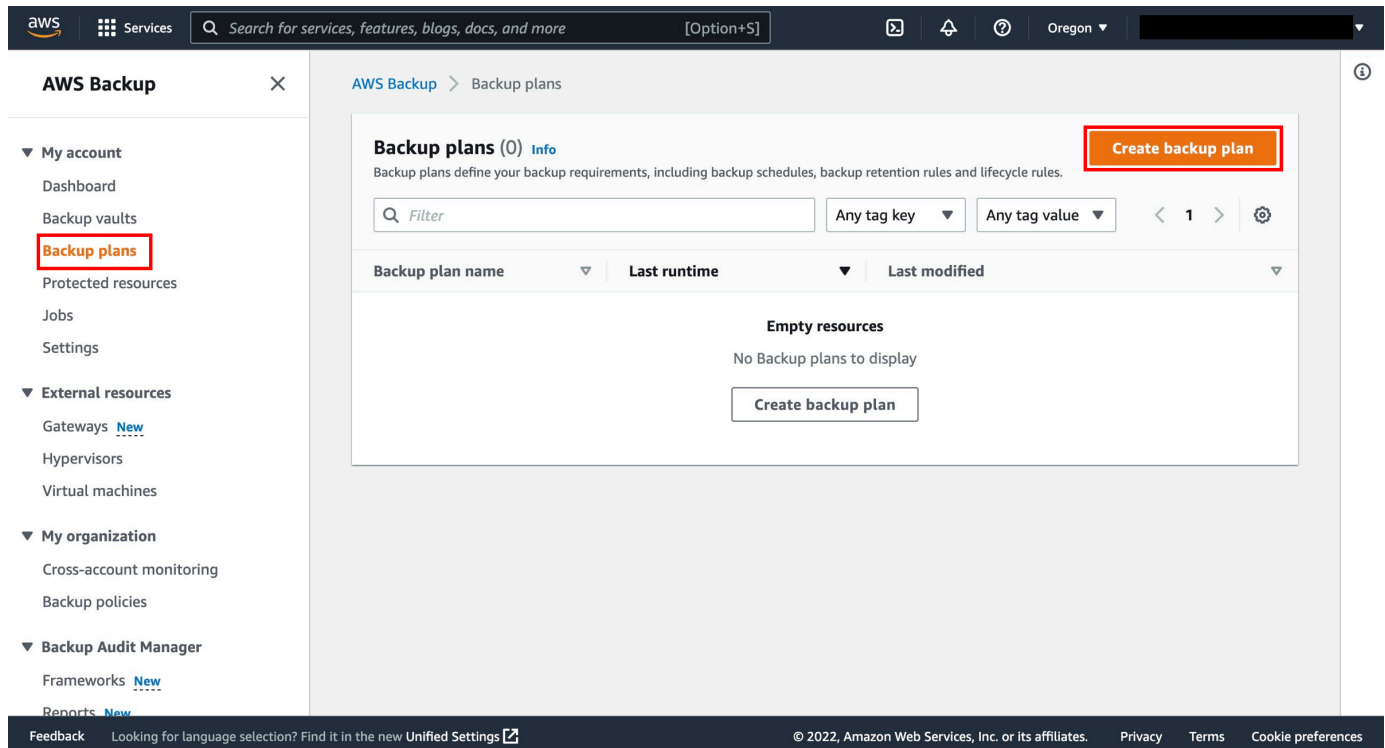 aws
Services
Search for services, features, blogs, docs, and more
[Option+S]
Oregon
AWS Backup
My account
Dashboard
Backup vaults
Backup plans
Protected resources
Jobs
Settings
External resources
Gateways New
Hypervisors
Virtual machines
My organization
Cross-account monitoring
Backup policies
Backup Audit Manager
Frameworks New
Reports New
AWS Backup > Backup plans
Backup plans (0) Info
Create backup plan
Backup plans define your backup requirements, including backup schedules, backup retention rules and lifecycle rules.
Filter
Any tag key
Any tag value
1
Backup plan name
Last runtime
Last modified
Empty resources
No Backup plans to display
Create backup plan
Feedback
Looking for language selection? Find it in the new Unified Settings
© 2022, Amazon Web Services, Inc. or its affiliates.
Privacy
Terms
Cookie preferences